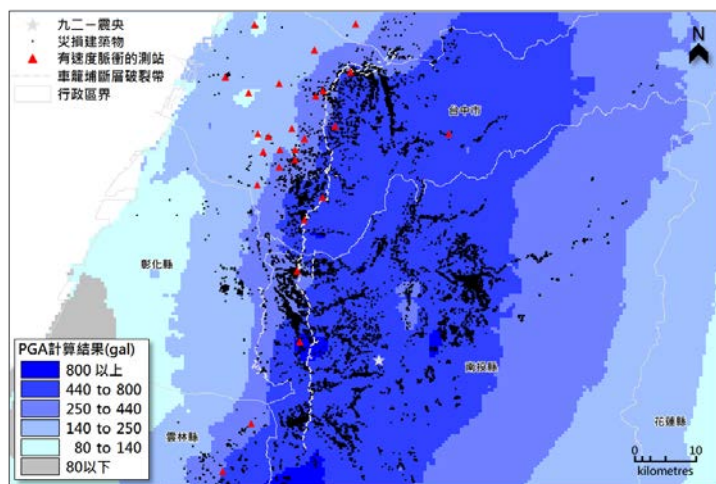 九二一震央
災損建築物
有速度脈衝的測站
車龍埔斷層破裂帶
行政區界
N
台中市
彰化縣
南投縣
花蓮縣
雲林縣
PGA計算結果(gal)
800 以上
440 to 800
250 to 440
140 to 250
80 to 140
80以下
0 10
kilometres